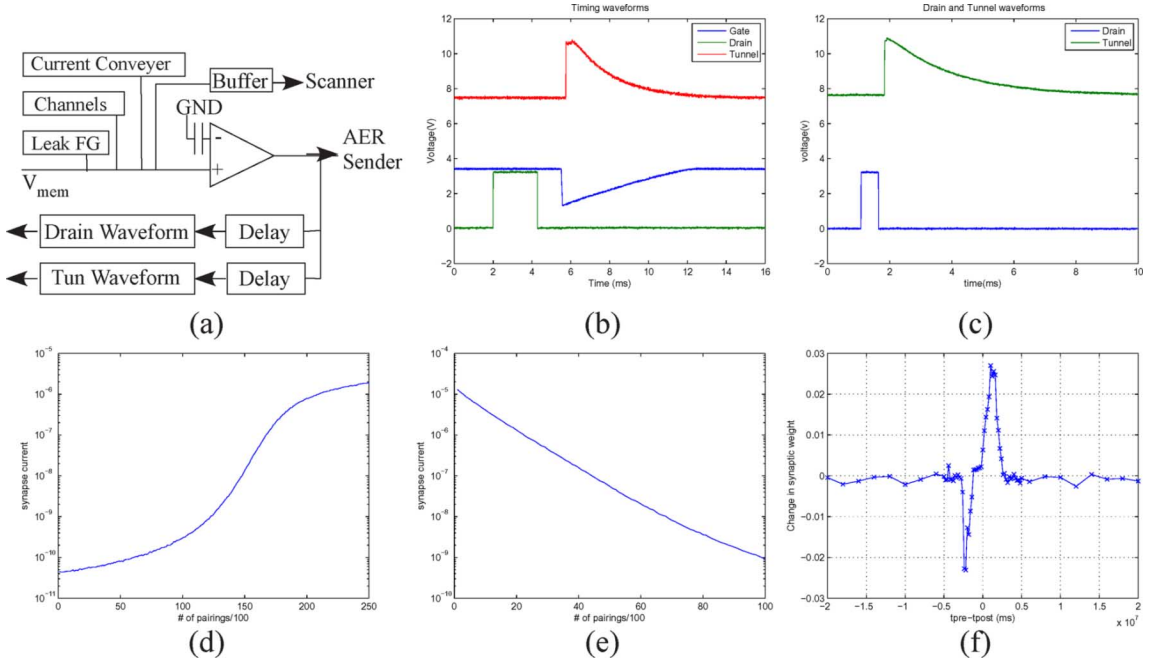 Current Conveyer
Buffer
Scanner
Channels
GND
Leak FG
-
+
AER
Sender
Vmem
Drain Waveform
Delay
Tun Waveform
Delay
(a)
Timing waveforms
12
10
8
6
4
2
0
−2
Voltage(V)
Gate
Drain
Tunnel
0 2 4 6 8 10 12 14 16
Time (ms)
(b)
Drain and Tunnel waveforms
12
10
8
6
4
2
0
−2
voltage(v)
Drain
Tunnel
0 2 4 6 8 10
time(ms)
(c)
10^−5
10^−6
10^−7
10^−8
10^−9
10^−10
10^−11
synapse current
0 50 100 150 200 250
# of pairings/100
(d)
10^−4
10^−5
10^−6
10^−7
10^−8
10^−9
10^−10
synapse current
0 20 40 60 80 100
# of pairings/100
(e)
0.03
0.02
0.01
0
−0.01
−0.02
−0.03
Change in synaptic weight
−2 −1.5 −1 −0.5 0 0.5 1 1.5 2
tpre−tpost (ms)
x 10^7
(f)